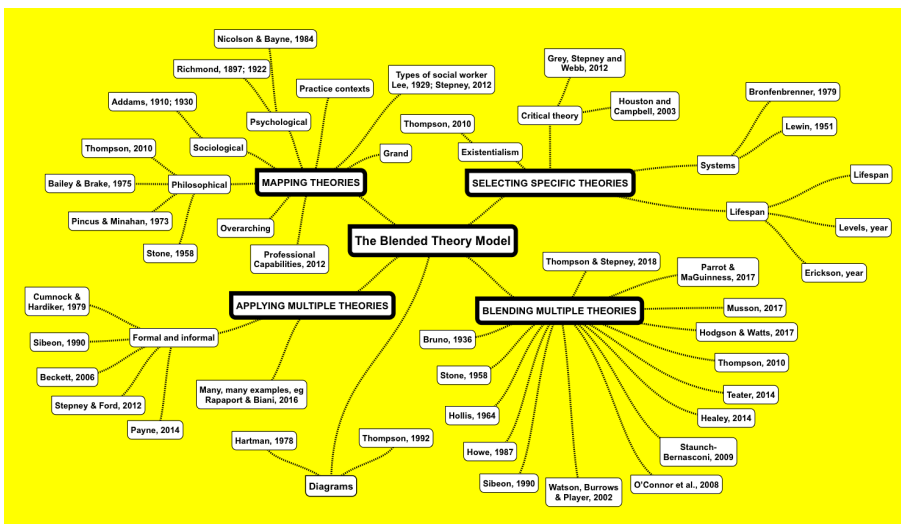 Nicolson & Bayne, 1984
Richmond, 1897; 1922
Practice contexts
Types of social worker
Lee, 1929; Stepney, 2012
Addams, 1910; 1930
Psychological
Sociological
Grand
Thompson, 2010
Philosophical
MAPPING THEORIES
Bailey & Brake, 1975
Pincus & Minahan, 1973
Stone, 1958
Overarching
Professional
Capabilities, 2012
Grey, Stepney and
Webb, 2012
Houston and
Campbell, 2003
Critical theory
Thompson, 2010
Existentialism
SELECTING SPECIFIC THEORIES
Bronfenbrenner, 1979
Lewin, 1951
Systems
Lifespan
Lifespan
Levels, year
Erickson, year
The Blended Theory Model
APPLYING MULTIPLE THEORIES
Cumnock &
Hardiker, 1979
Formal and informal
Sibeon, 1990
Beckett, 2006
Stepney & Ford, 2012
Payne, 2014
Many, many examples, eg
Rapaport & Biani, 2016
Hartman, 1978
Thompson, 1992
Diagrams
BLENDING MULTIPLE THEORIES
Thompson & Stepney, 2018
Parrot &
MaGuinness, 2017
Musson, 2017
Hodgson & Watts, 2017
Thompson, 2010
Teater, 2014
Healey, 2014
Staunch-
Bernasconi, 2009
O'Connor et al., 2008
Watson, Burrows
& Player, 2002
Sibeon, 1990
Howe, 1987
Hollis, 1964
Stone, 1958
Bruno, 1936